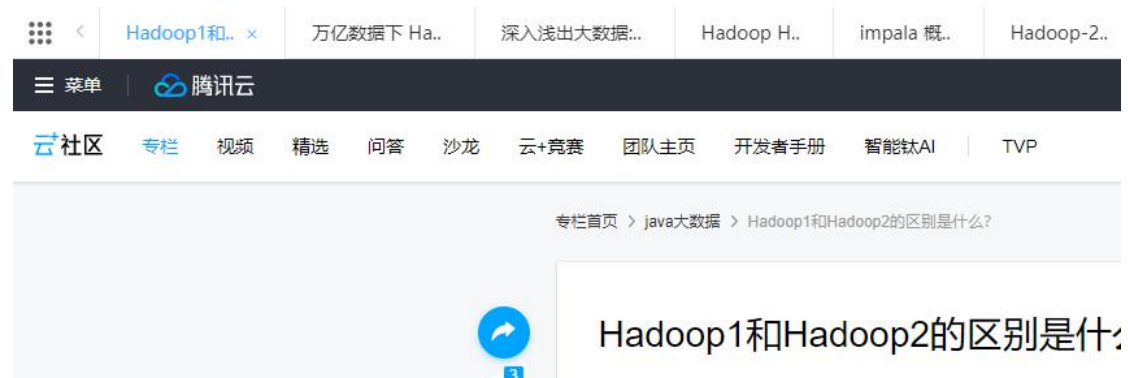 Hadoop1和.. × 万亿数据下 Ha.. 深入浅出大数据:.. Hadoop H.. impala 概.. Hadoop-2..
菜单 腾讯云
云+社区 专栏 视频 精选 问答 沙龙 云+竞赛 团队主页 开发者手册 智能钛AI TVP
专栏首页 > java大数据 > Hadoop1和Hadoop2的区别是什么?
Hadoop1和Hadoop2的区别是什
3